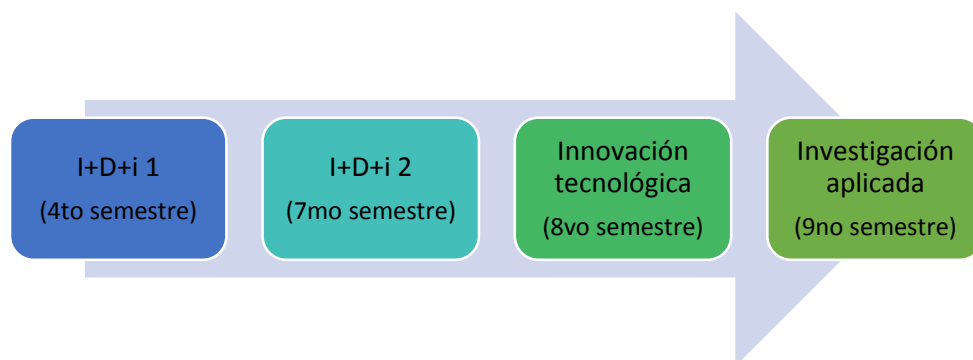 I+D+i 1
(4to semestre)
I+D+i 2
(7mo semestre)
Innovación
tecnológica
(8vo semestre)
Investigación
aplicada
(9no semestre)